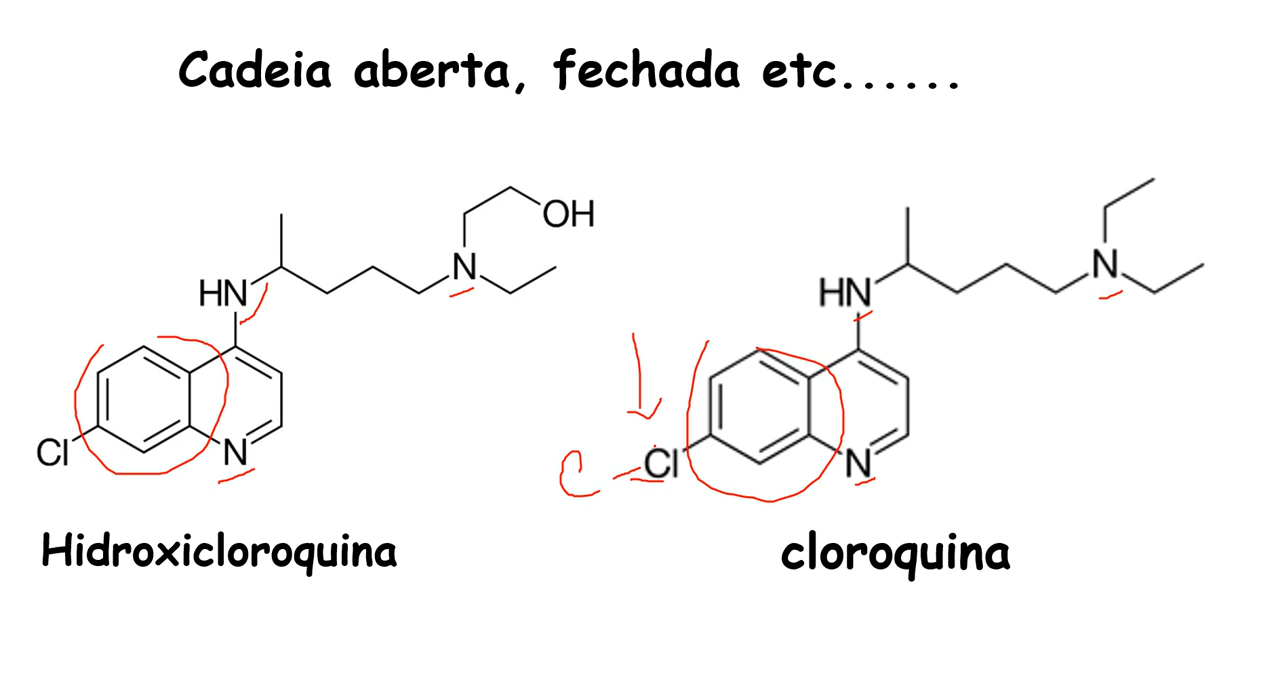 Cadeia aberta, fechada etc......
OH
N
HN
Cl
N
N
HN
C
Cl
N
Hidroxicloroquina
cloroquina